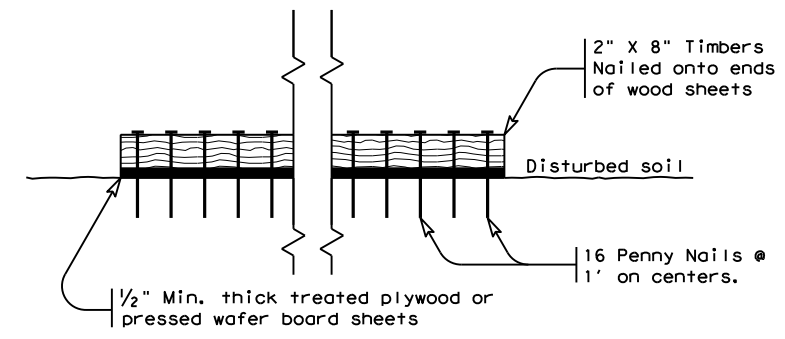 2" X 8" Timbers
Nailed onto ends
of wood sheets
Disturbed soil
16 Penny Nails @
1' on centers.
½" Min. thick treated plywood or
pressed wafer board sheets